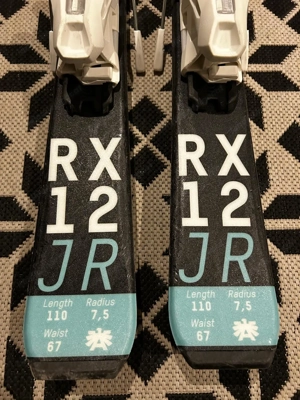 RX
12
JR
Length Radius
110 7,5
Waist
67
RX
12
JR
Length Radius
110 7,5
Waist
67